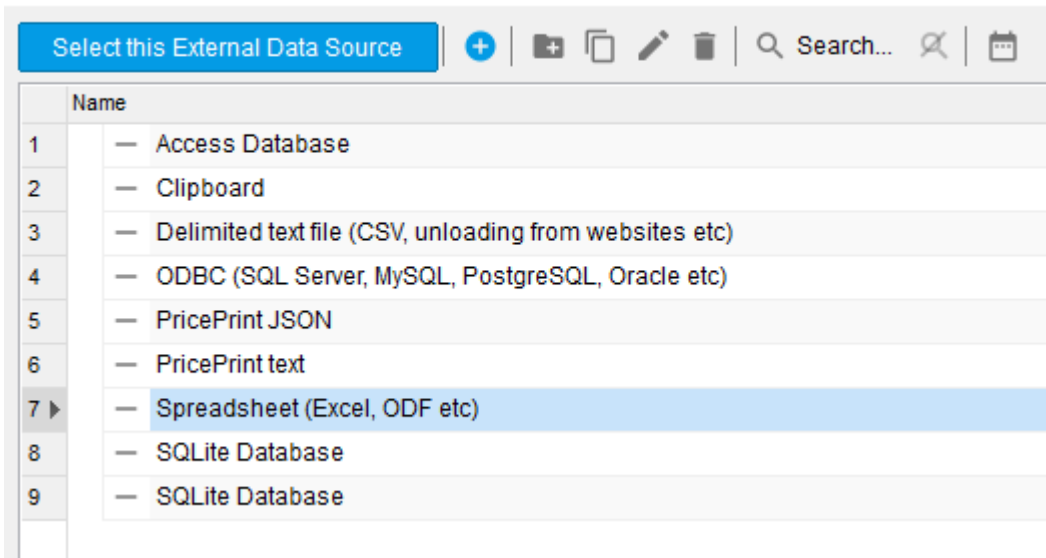 Select this External Data Source Search...
Name
1 Access Database
2 Clipboard
3 Delimited text file (CSV, unloading from websites etc)
4 ODBC (SQL Server, MySQL, PostgreSQL, Oracle etc)
5 PricePrint JSON
6 PricePrint text
7 Spreadsheet (Excel, ODF etc)
8 SQLite Database
9 SQLite Database